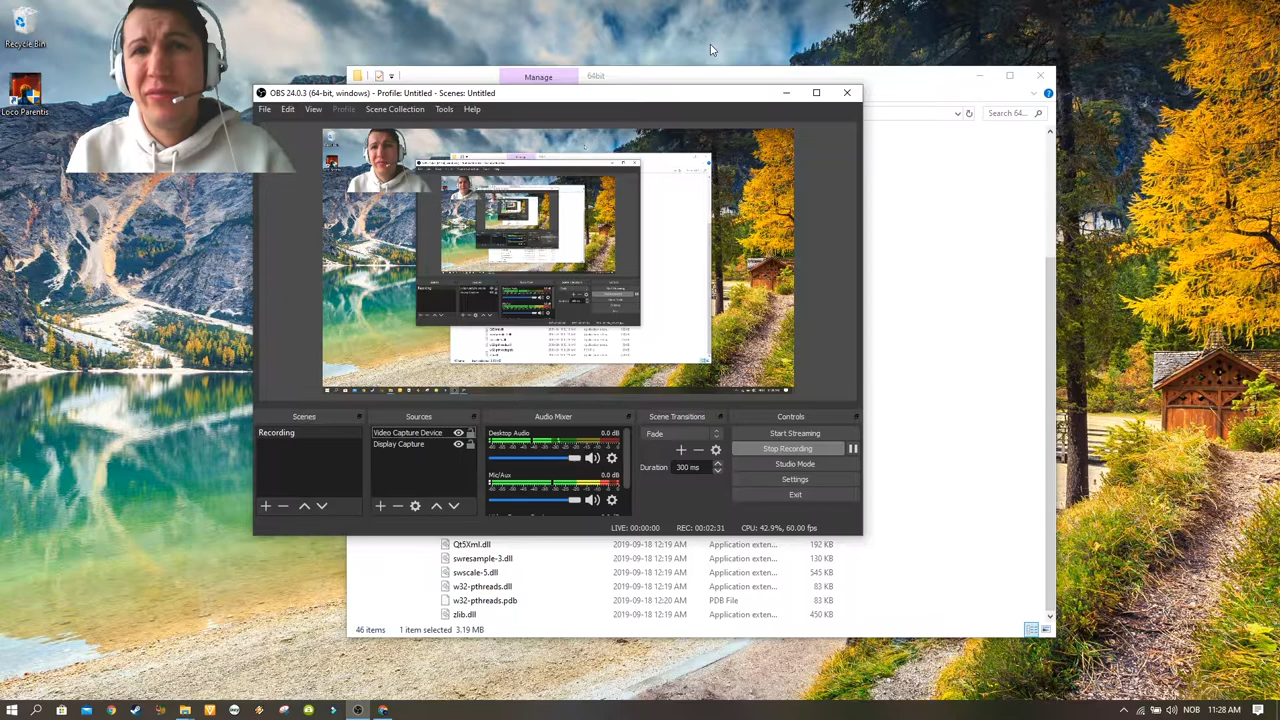 Recycle Bin
Loco Parentis
Manage
64bit
OBS 24.0.3 (64-bit, windows) - Profile: Untitled - Scenes: Untitled
File Edit View Profile Scene Collection Tools Help
Search 64...
Scenes Sources Audio Mixer Scene Transitions Controls
Recording
Video Capture Device
Display Capture
Desktop Audio 0.0 dB
Mic/Aux 0.0 dB
Fade
Duration 300 ms
Start Streaming
Stop Recording
Studio Mode
Settings
Exit
LIVE: 00:00:00 REC: 00:02:31 CPU: 42.9%, 60.00 fps
Qt5Xml.dll 2019-09-18 12:19 AM Application exten... 192 KB
swresample-3.dll 2019-09-18 12:19 AM Application exten... 130 KB
swscale-5.dll 2019-09-18 12:19 AM Application exten... 545 KB
w32-pthreads.dll 2019-09-18 12:19 AM Application exten... 83 KB
w32-pthreads.pdb 2019-09-18 12:20 AM PDB File 83 KB
zlib.dll 2019-09-18 12:19 AM Application exten... 450 KB
46 items 1 item selected 3.19 MB
NOB 11:28 AM